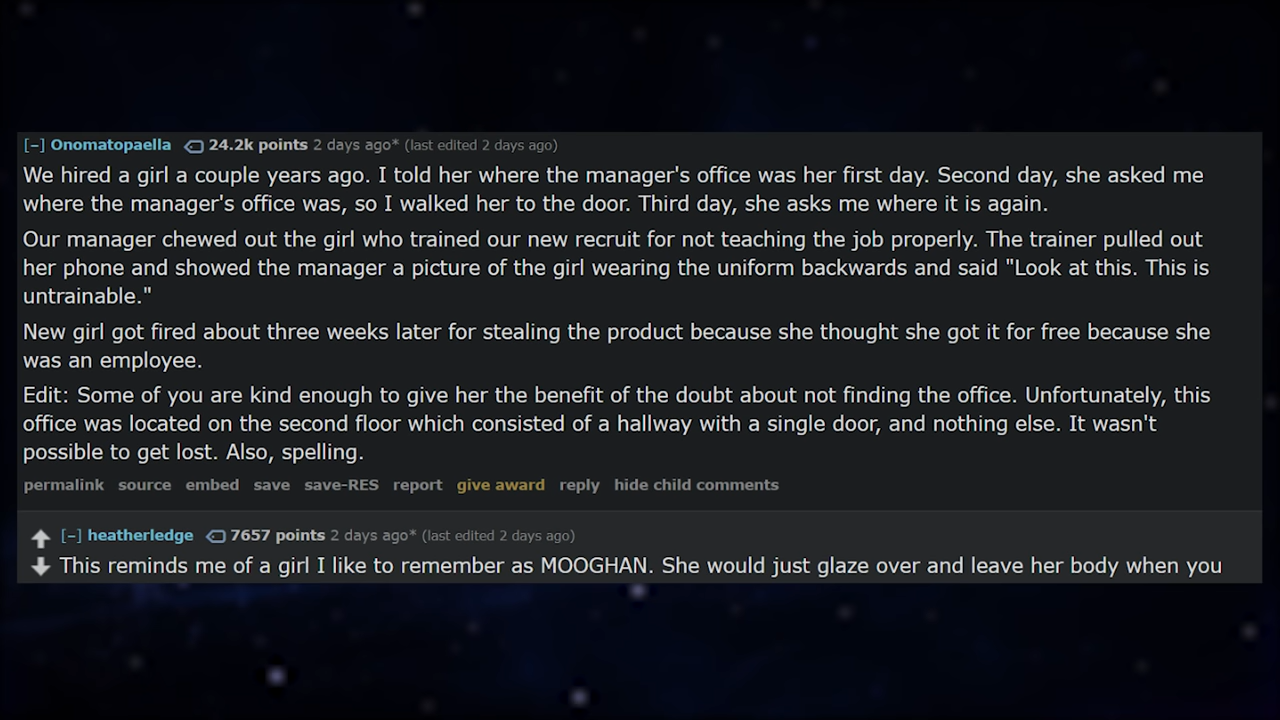 [−] Onomatopaella 24.2k points 2 days ago* (last edited 2 days ago)
We hired a girl a couple years ago. I told her where the manager's office was her first day. Second day, she asked me
where the manager's office was, so I walked her to the door. Third day, she asks me where it is again.
Our manager chewed out the girl who trained our new recruit for not teaching the job properly. The trainer pulled out
her phone and showed the manager a picture of the girl wearing the uniform backwards and said "Look at this. This is
untrainable."
New girl got fired about three weeks later for stealing the product because she thought she got it for free because she
was an employee.
Edit: Some of you are kind enough to give her the benefit of the doubt about not finding the office. Unfortunately, this
office was located on the second floor which consisted of a hallway with a single door, and nothing else. It wasn't
possible to get lost. Also, spelling.
permalink source embed save save-RES report give award reply hide child comments
[−] heatherledge 7657 points 2 days ago* (last edited 2 days ago)
This reminds me of a girl I like to remember as MOOGHAN. She would just glaze over and leave her body when you